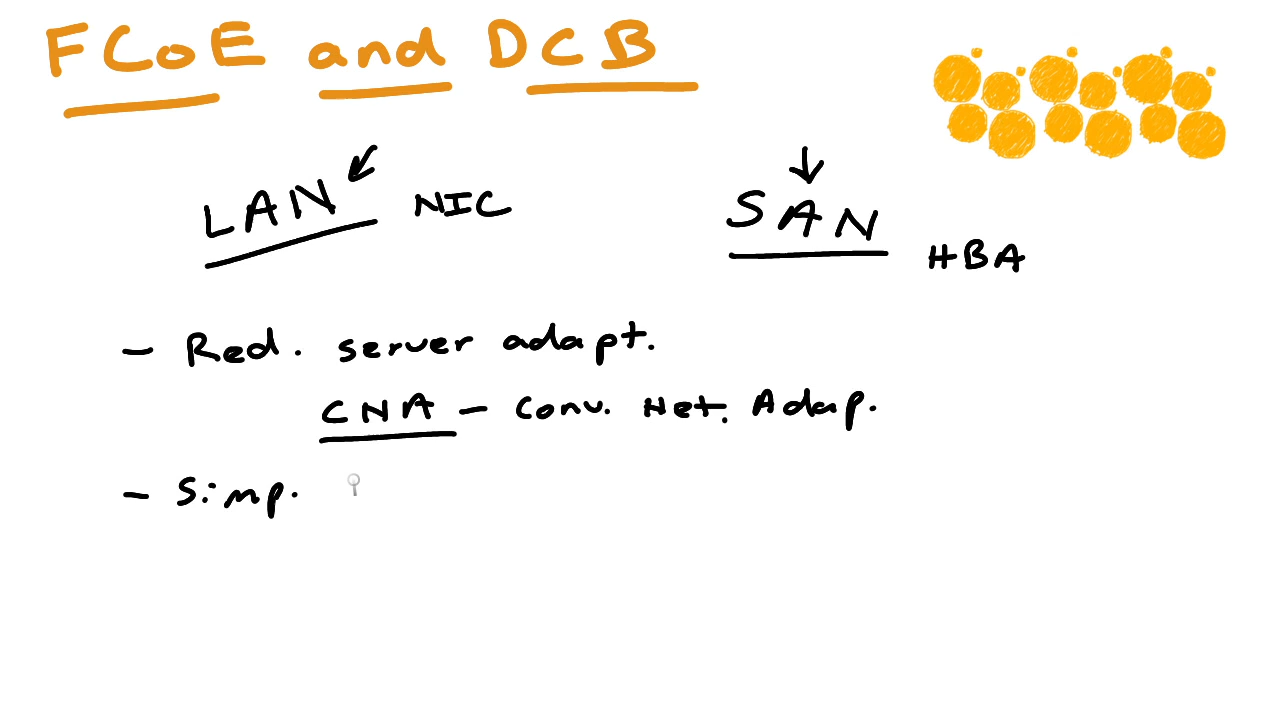 FCoE and DCB
LAN NIC
SAN HBA
- Red. server adapt.
CNA - Conv. Net. Adap.
- Simp.